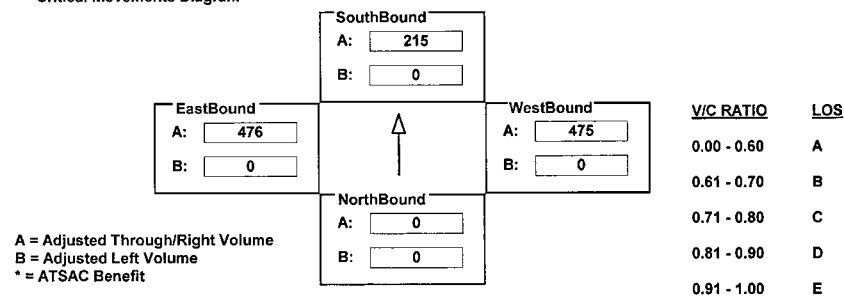 Critical Movements Diagram
SouthBound
A: 215
B: 0
EastBound
A: 476
B: 0
WestBound
A: 475
B: 0
NorthBound
A: 0
B: 0
A = Adjusted Through/Right Volume
B = Adjusted Left Volume
* = ATSAC Benefit
V/C RATIO LOS
0.00 - 0.60 A
0.61 - 0.70 B
0.71 - 0.80 C
0.81 - 0.90 D
0.91 - 1.00 E